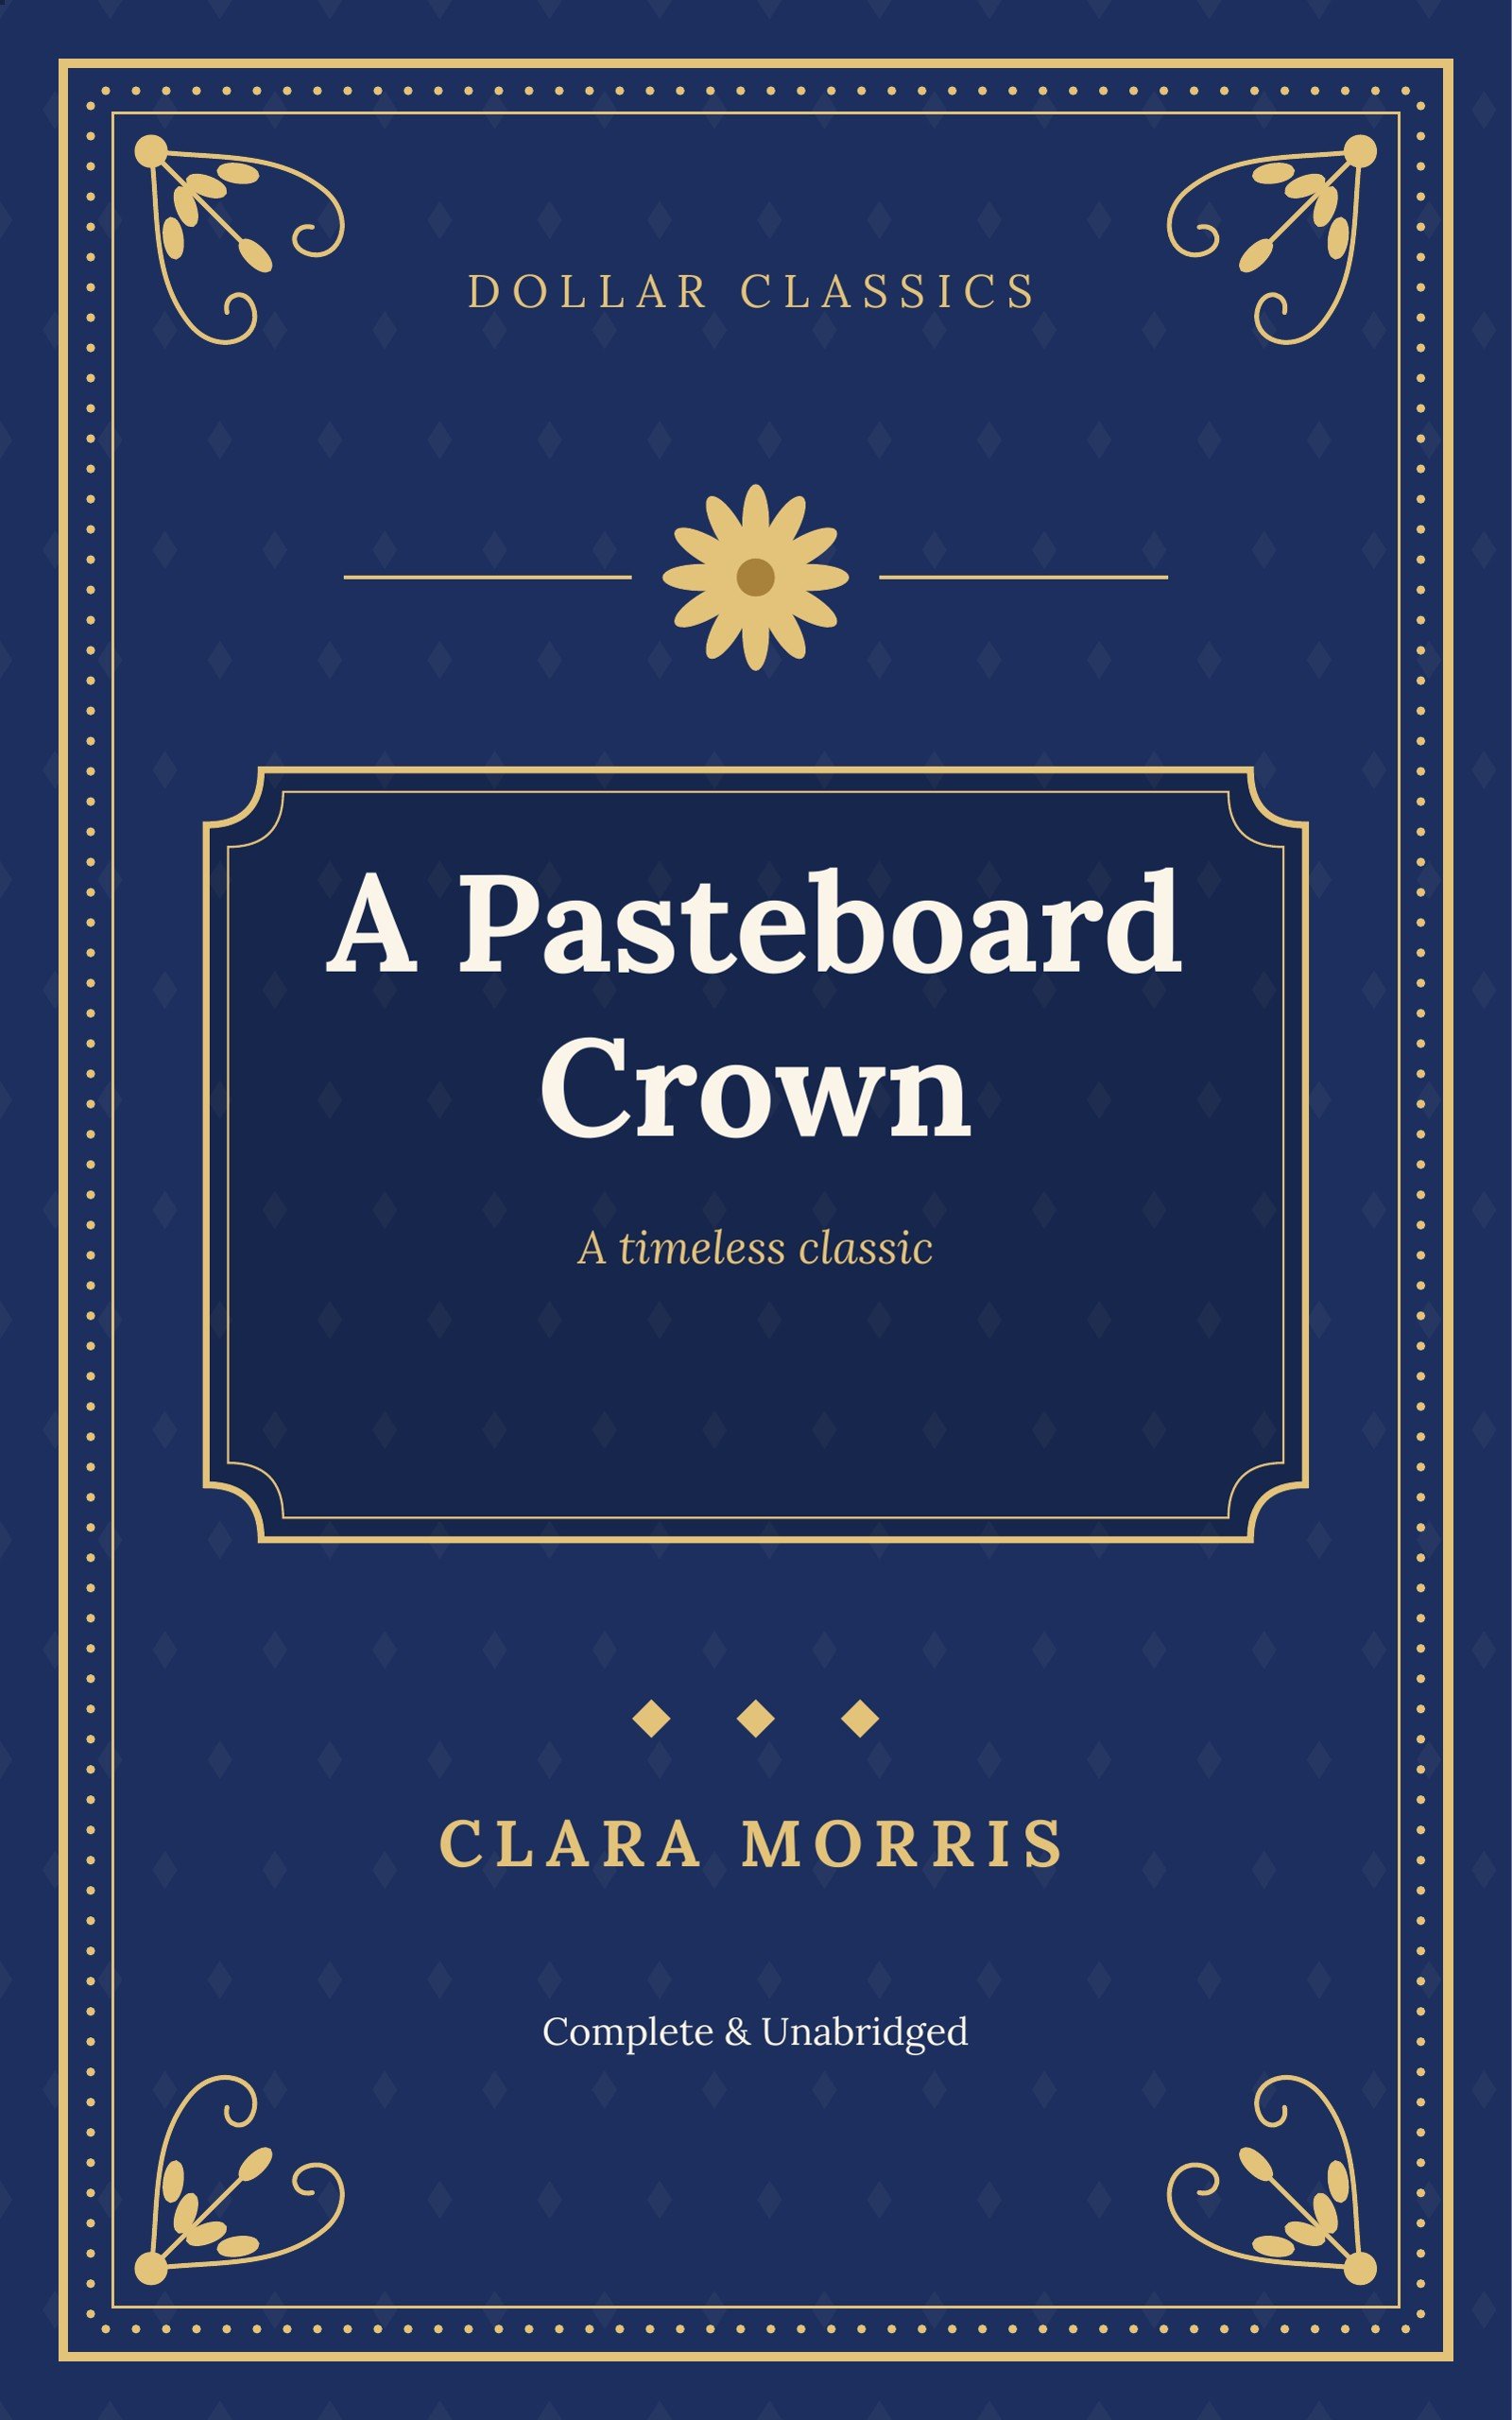 DOLLAR CLASSICS
A Pasteboard
Crown
A timeless classic
CLARA MORRIS
Complete & Unabridged